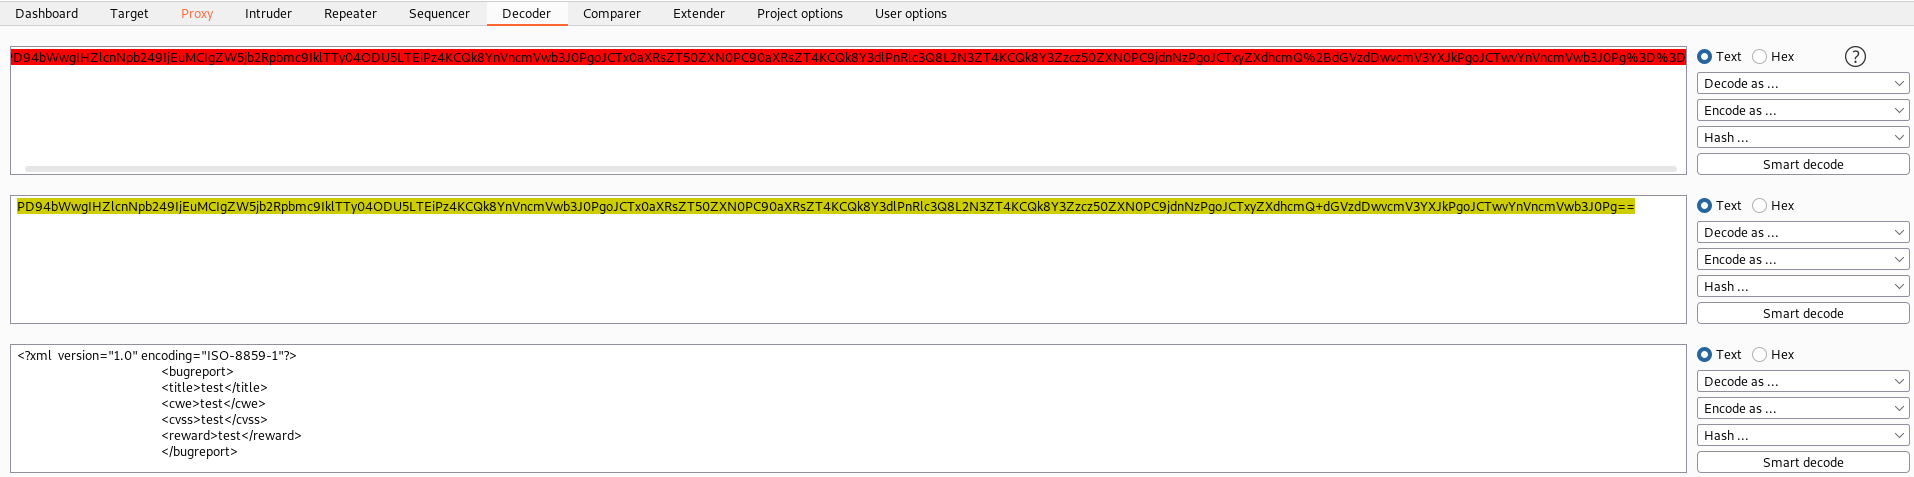 Dashboard Target Proxy Intruder Repeater Sequencer Decoder Comparer Extender Project options User options
PD94bWwgIHZlcnNpb249IjEuMCIgZW5jb2Rpbmc9IklTTy04ODU5LTEiPz4KCQk8YnVncmVwb3J0PgoJCTx0aXRsZT50ZXN0PC90aXRsZT4KCQk8Y3dlPnRlc3Q8L2N3ZT4KCQk8Y3Zzcz50ZXN0PC9jdnNzPgoJCTxyZXdhcmQ%2BdGVzdDwvcmV3YXJkPgoJCTwvYnVncmVwb3J0Pg%3D%3D
Text Hex ?
Decode as ...
Encode as ...
Hash ...
Smart decode
PD94bWwgIHZlcnNpb249IjEuMCIgZW5jb2Rpbmc9IklTTy04ODU5LTEiPz4KCQk8YnVncmVwb3J0PgoJCTx0aXRsZT50ZXN0PC90aXRsZT4KCQk8Y3dlPnRlc3Q8L2N3ZT4KCQk8Y3Zzcz50ZXN0PC9jdnNzPgoJCTxyZXdhcmQ+dGVzdDwvcmV3YXJkPgoJCTwvYnVncmVwb3J0Pg==
Text Hex
Decode as ...
Encode as ...
Hash ...
Smart decode
<?xml  version="1.0" encoding="ISO-8859-1"?>
<bugreport>
<title>test</title>
<cwe>test</cwe>
<cvss>test</cvss>
<reward>test</reward>
</bugreport>
Text Hex
Decode as ...
Encode as ...
Hash ...
Smart decode